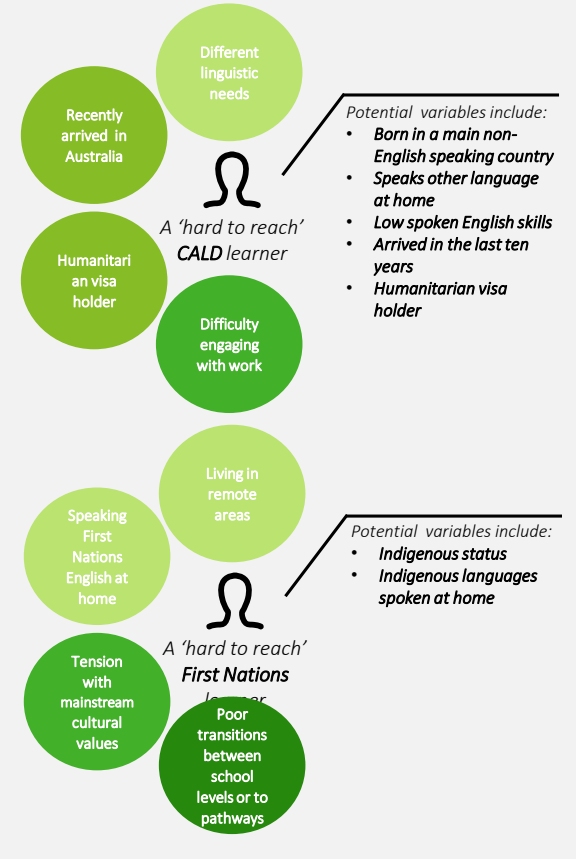 Different
linguistic
needs
Recently
arrived in
Australia
Humanitari
an visa
holder
A ‘hard to reach’
CALD learner
Difficulty
engaging
with work
Potential variables include:
• Born in a main non-
English speaking country
• Speaks other language
at home
• Low spoken English skills
• Arrived in the last ten
years
• Humanitarian visa
holder
Living in
remote
areas
Speaking
First
Nations
English at
home
A ‘hard to reach’
First Nations
learner
Tension
with
mainstream
cultural
values
Poor
transitions
between
school
levels or to
pathways
Potential variables include:
• Indigenous status
• Indigenous languages
spoken at home